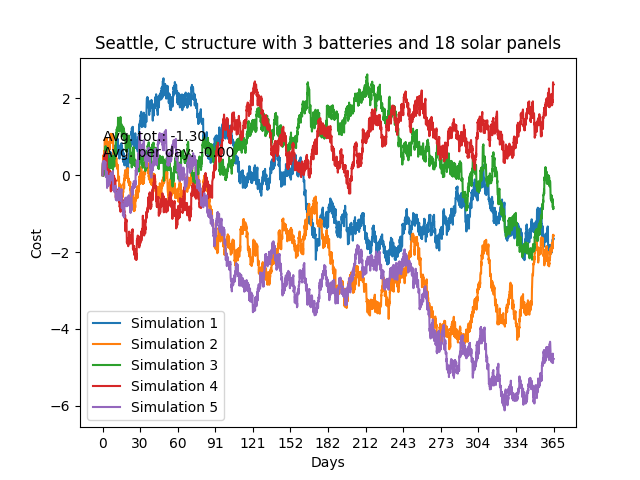 Seattle, C structure with 3 batteries and 18 solar panels
Cost
2
0
−2
−4
−6
Avg. tot.: -1.30
Avg. per day: -0.00
Simulation 1
Simulation 2
Simulation 3
Simulation 4
Simulation 5
0 30 60 91 121 152 182 212 243 273 304 334 365
Days